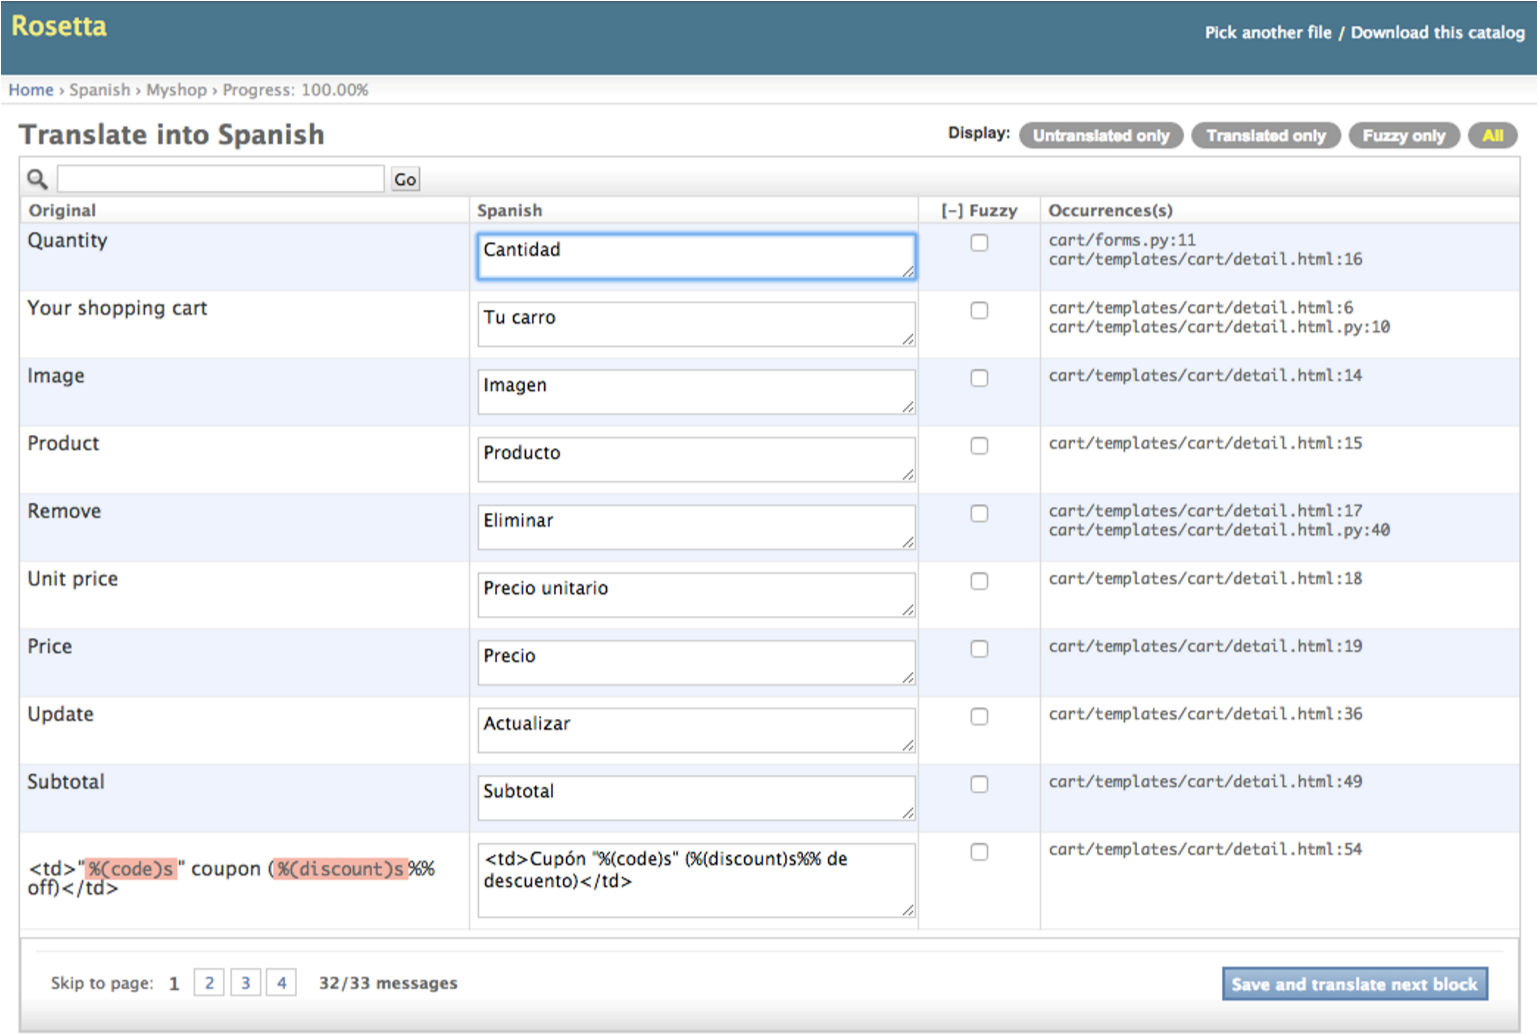 Rosetta
Pick another file / Download this catalog
Home › Spanish › Myshop › Progress: 100.00%
Translate into Spanish
Display: Untranslated only Translated only Fuzzy only All
Go
Original Spanish [-] Fuzzy Occurrences(s)
Quantity
Cantidad
cart/forms.py:11
cart/templates/cart/detail.html:16
Your shopping cart
Tu carro
cart/templates/cart/detail.html:6
cart/templates/cart/detail.html.py:10
Image
Imagen
cart/templates/cart/detail.html:14
Product
Producto
cart/templates/cart/detail.html:15
Remove
Eliminar
cart/templates/cart/detail.html:17
cart/templates/cart/detail.html.py:40
Unit price
Precio unitario
cart/templates/cart/detail.html:18
Price
Precio
cart/templates/cart/detail.html:19
Update
Actualizar
cart/templates/cart/detail.html:36
Subtotal
Subtotal
cart/templates/cart/detail.html:49
<td>"%(code)s" coupon (%(discount)s%%
off)</td>
<td>Cupón "%(code)s" (%(discount)s%% de
descuento)</td>
cart/templates/cart/detail.html:54
Skip to page: 1 2 3 4 32/33 messages
Save and translate next block